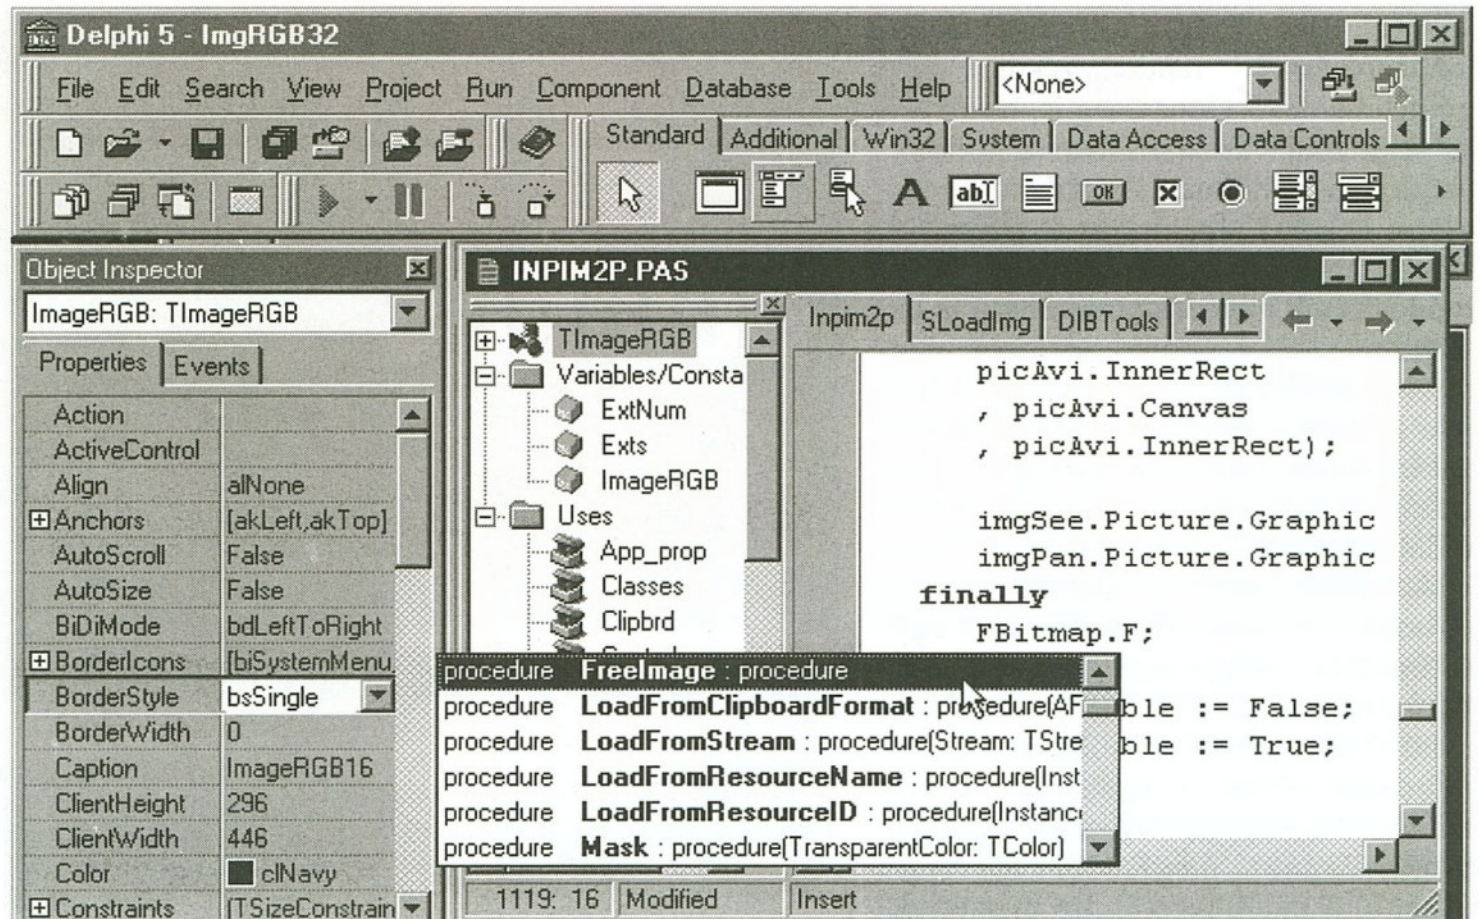 Delphi 5 - ImgRGB32
File Edit Search View Project Run Component Database Tools Help <None>
Standard Additional Win32 System Data Access Data Controls
A ab OK
Object Inspector
ImageRGB: TImageRGB
Properties Events
Action
ActiveControl
Align alNone
Anchors [akLeft,akTop]
AutoScroll False
AutoSize False
BiDiMode bdLeftToRight
BorderIcons [biSystemMenu,
BorderStyle bsSingle
BorderWidth 0
Caption ImageRGB16
ClientHeight 296
ClientWidth 446
Color clNavy
Constraints (TSizeConstrain
INPIM2P.PAS
TImageRGB
Variables/Consta
ExtNum
Exts
ImageRGB
Uses
App_prop
Classes
Clipbrd
Inpim2p SLoadImg DIBTools
picAvi.InnerRect
, picAvi.Canvas
, picAvi.InnerRect);
imgSee.Picture.Graphic
imgPan.Picture.Graphic
finally
FBitmap.F;
ble := False;
ble := True;
procedure FreeImage : procedure
procedure LoadFromClipboardFormat : procedure(AF
procedure LoadFromStream : procedure(Stream: TStre
procedure LoadFromResourceName : procedure(Inst
procedure LoadFromResourceID : procedure(Instanc
procedure Mask : procedure(TransparentColor: TColor)
1119: 16 Modified Insert